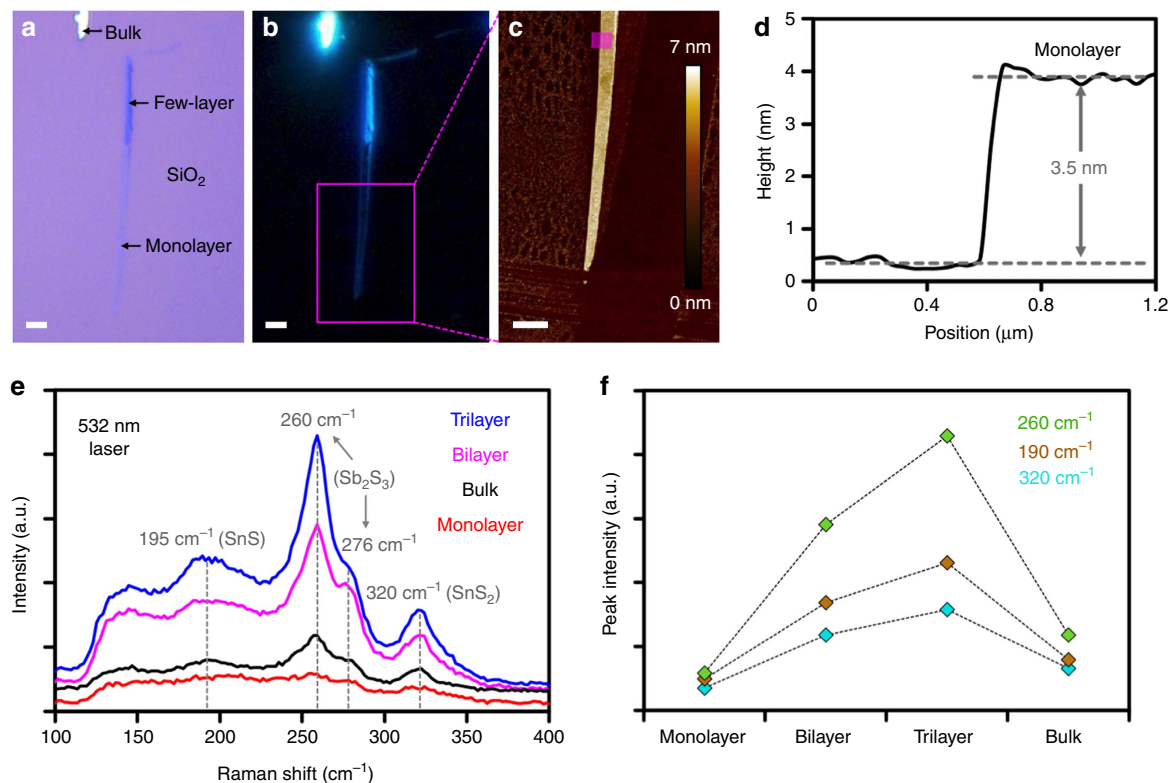 a
Bulk
Few-layer
SiO₂
Monolayer
b
c
7 nm
0 nm
d
5
4
3
2
1
0
Height (nm)
Monolayer
3.5 nm
0
0.4
0.8
1.2
Position (μm)
e
532 nm
laser
260 cm⁻¹
(Sb₂S₃)
276 cm⁻¹
195 cm⁻¹ (SnS)
320 cm⁻¹ (SnS₂)
Trilayer
Bilayer
Bulk
Monolayer
Intensity (a.u.)
100
150
200
250
300
350
400
Raman shift (cm⁻¹)
f
260 cm⁻¹
190 cm⁻¹
320 cm⁻¹
Peak intensity (a.u.)
Monolayer
Bilayer
Trilayer
Bulk